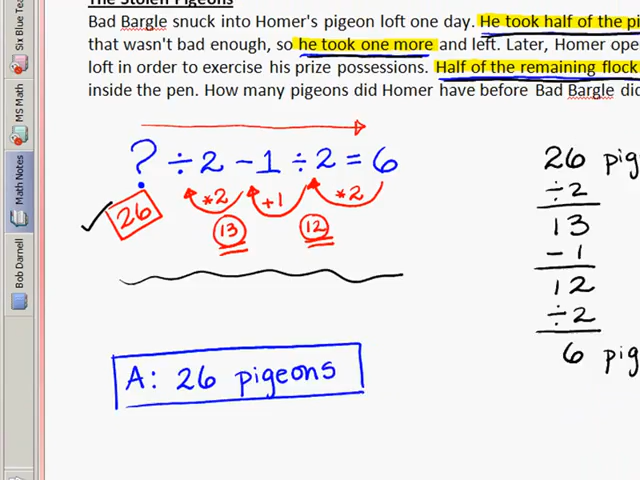 The Stolen Pigeons
Bad Bargle snuck into Homer's pigeon loft one day. He took half of the pi
that wasn't bad enough, so he took one more and left. Later, Homer ope
loft in order to exercise his prize possessions. Half of the remaining flock
inside the pen. How many pigeons did Homer have before Bad Bargle did
? ÷ 2 - 1 ÷ 2 = 6
*2 +1 *2
26 13 12
A: 26 pigeons
26 pig
÷2
13
-1
12
÷2
6 pig
Six Blue Tec
MS Math
Math Notes
Bob Darnell